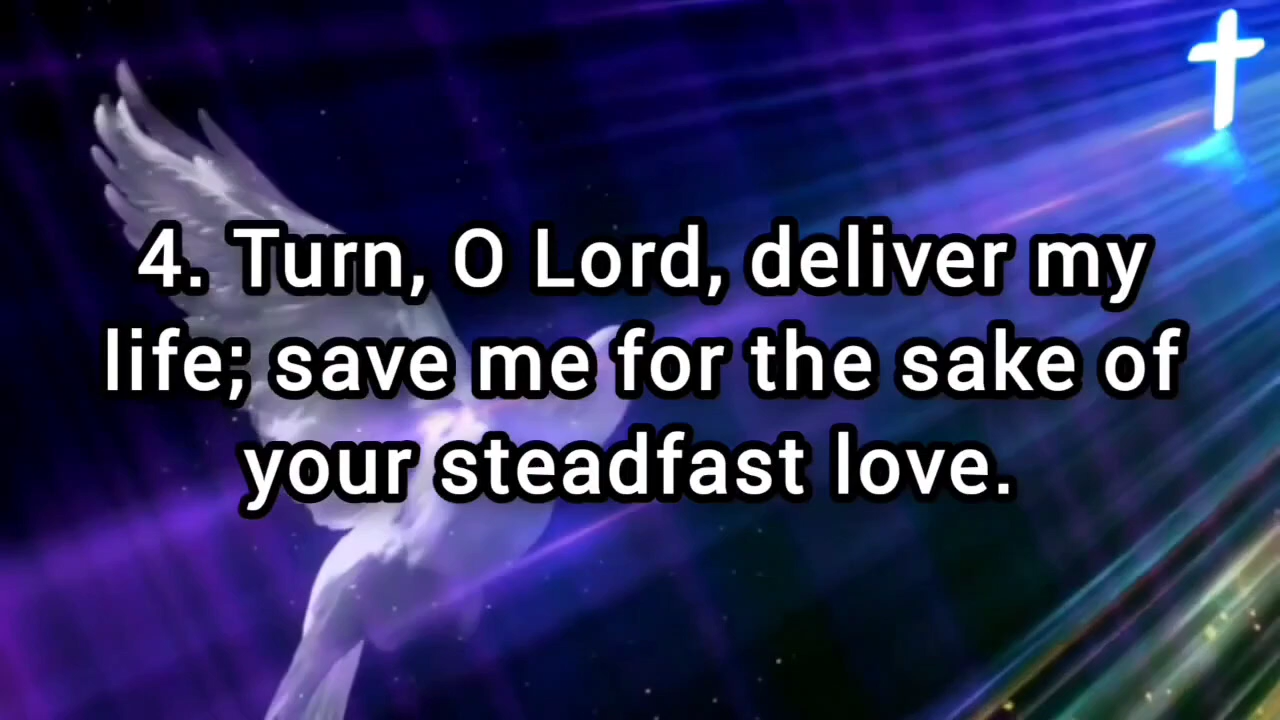 4. Turn, O Lord, deliver my
life; save me for the sake of
your steadfast love.